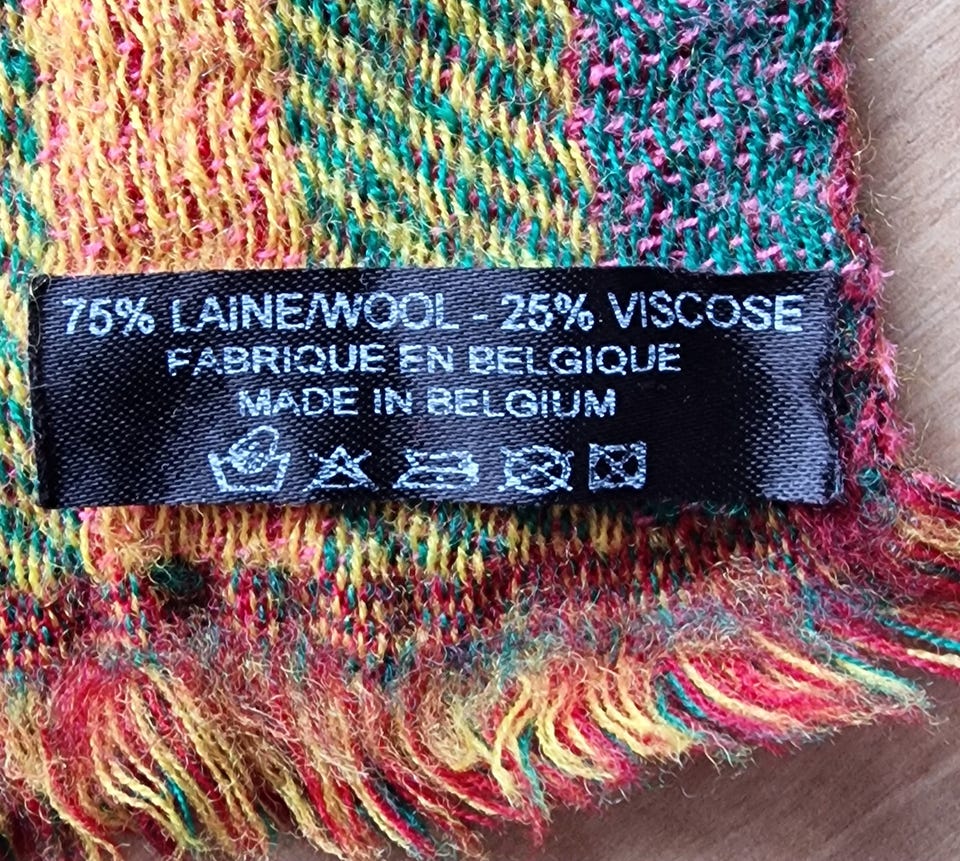 75% LAINE/WOOL - 25% VISCOSE
FABRIQUE EN BELGIQUE
MADE IN BELGIUM